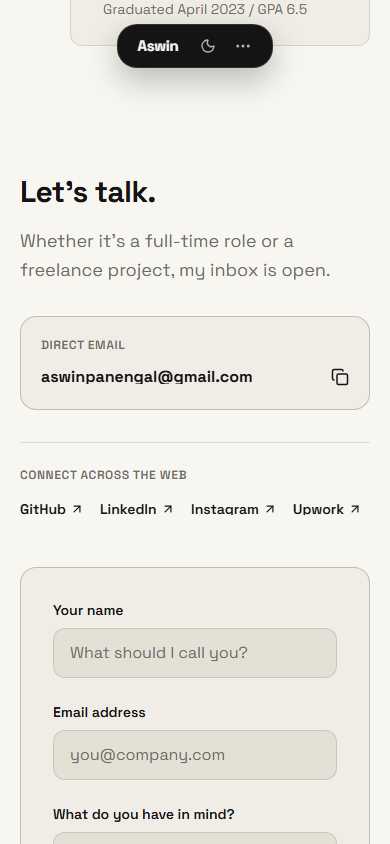 Graduated April 2023 / GPA 6.5
Aswin
Let's talk.
Whether it's a full-time role or a
freelance project, my inbox is open.
DIRECT EMAIL
aswinpanengal@gmail.com
CONNECT ACROSS THE WEB
GitHub ↗ LinkedIn ↗ Instagram ↗ Upwork ↗
Your name
What should I call you?
Email address
you@company.com
What do you have in mind?